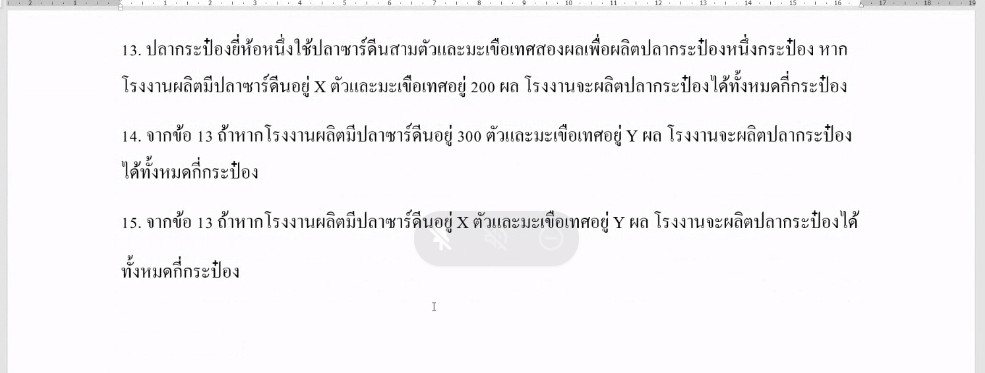 13. ปลากระป๋องยี่ห้อหนึ่งใช้ปลาซาร์ดีนสามตัวและมะเขือเทศสองผลเพื่อผลิตปลากระป๋องหนึ่งกระป๋อง หาก
โรงงานผลิตมีปลาซาร์ดีนอยู่ X ตัวและมะเขือเทศอยู่ 200 ผล โรงงานจะผลิตปลากระป๋องได้ทั้งหมดกี่กระป๋อง
14. จากข้อ 13 ถ้าหากโรงงานผลิตมีปลาซาร์ดีนอยู่ 300 ตัวและมะเขือเทศอยู่ Y ผล โรงงานจะผลิตปลากระป๋อง
ได้ทั้งหมดกี่กระป๋อง
15. จากข้อ 13 ถ้าหากโรงงานผลิตมีปลาซาร์ดีนอยู่ X ตัวและมะเขือเทศอยู่ Y ผล โรงงานจะผลิตปลากระป๋องได้
ทั้งหมดกี่กระป๋อง